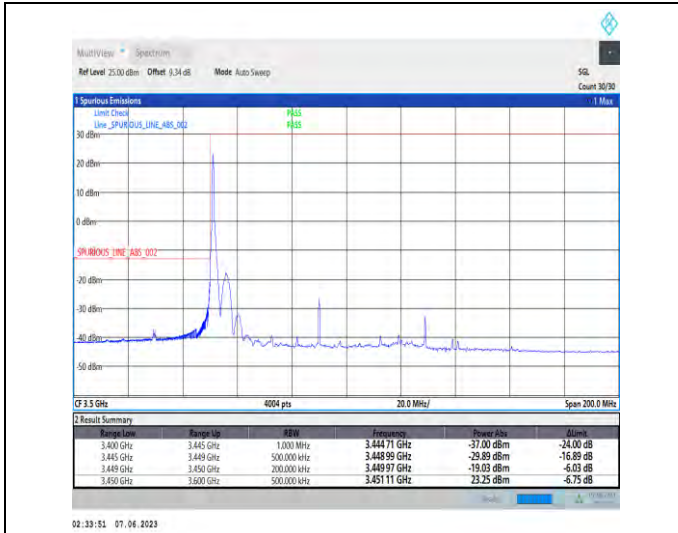 MultiView Spectrum
Ref Level 25.00 dBm Offset 9.34 dB Mode Auto Sweep SGL
Count 30/30
1 Spurious Emissions 1 Max
Limit Check PASS
Line _SPURIOUS_LINE_ABS_002 PASS
30 dBm
20 dBm
10 dBm
0 dBm
_SPURIOUS_LINE_ABS_002
-20 dBm
-30 dBm
-40 dBm
-50 dBm
CF 3.5 GHz 4004 pts 20.0 MHz/ Span 200.0 MHz
2 Result Summary
Range Low Range Up RBW Frequency Power Abs ΔLimit
3.400 GHz 3.445 GHz 1.000 MHz 3.444 71 GHz -37.00 dBm -24.00 dB
3.445 GHz 3.449 GHz 500.000 kHz 3.448 99 GHz -29.89 dBm -16.89 dB
3.449 GHz 3.450 GHz 200.000 kHz 3.449 97 GHz -19.03 dBm -6.03 dB
3.450 GHz 3.600 GHz 500.000 kHz 3.451 11 GHz 23.25 dBm -6.75 dB
02:33:51 07.06.2023